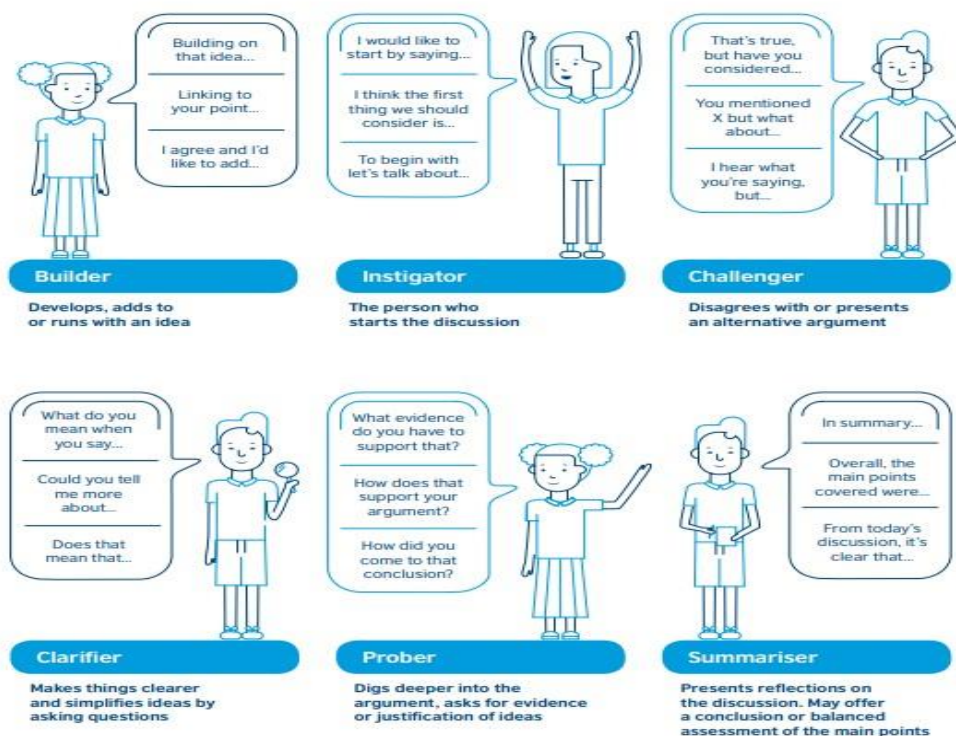 Building on
that idea...
Linking to
your point...
I agree and I'd
like to add...
Builder
Develops, adds to
or runs with an idea
I would like to
start by saying...
I think the first
thing we should
consider is...
To begin with
let's talk about...
Instigator
The person who
starts the discussion
That's true,
but have you
considered...
You mentioned
X but what
about...
I hear what
you're saying,
but...
Challenger
Disagrees with or presents
an alternative argument
What do you
mean when
you say...
Could you tell
me more
about...
Does that
mean that...
Clarifier
Makes things clearer
and simplifies ideas by
asking questions
What evidence
do you have to
support that?
How does that
support your
argument?
How did you
come to that
conclusion?
Prober
Digs deeper into the
argument, asks for evidence
or justification of ideas
In summary...
Overall, the
main points
covered were...
From today's
discussion, it's
clear that...
Summariser
Presents reflections on
the discussion. May offer
a conclusion or balanced
assessment of the main points